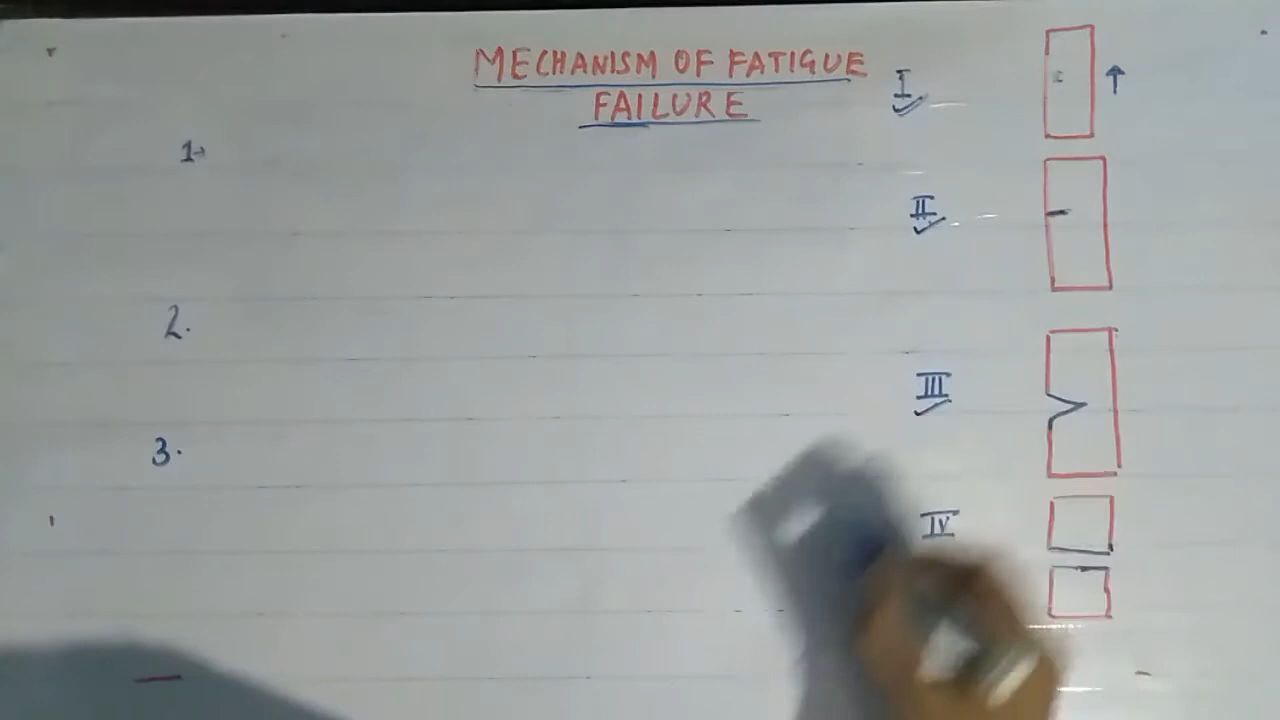 MECHANISM OF FATIGUE
FAILURE
I
1→
II
2.
III
3.
IV